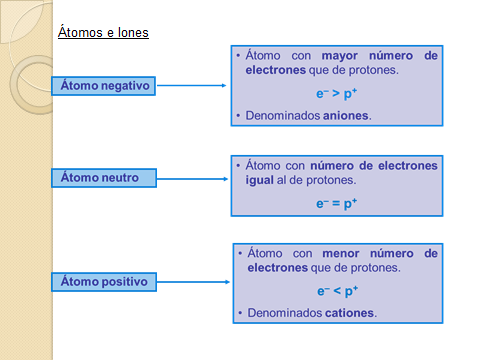 Átomos e Iones
Átomo negativo
• Átomo con mayor número de
electrones que de protones.
e⁻ > p⁺
• Denominados aniones.
Átomo neutro
• Átomo con número de electrones
igual al de protones.
e⁻ = p⁺
Átomo positivo
• Átomo con menor número de
electrones que de protones.
e⁻ < p⁺
• Denominados cationes.